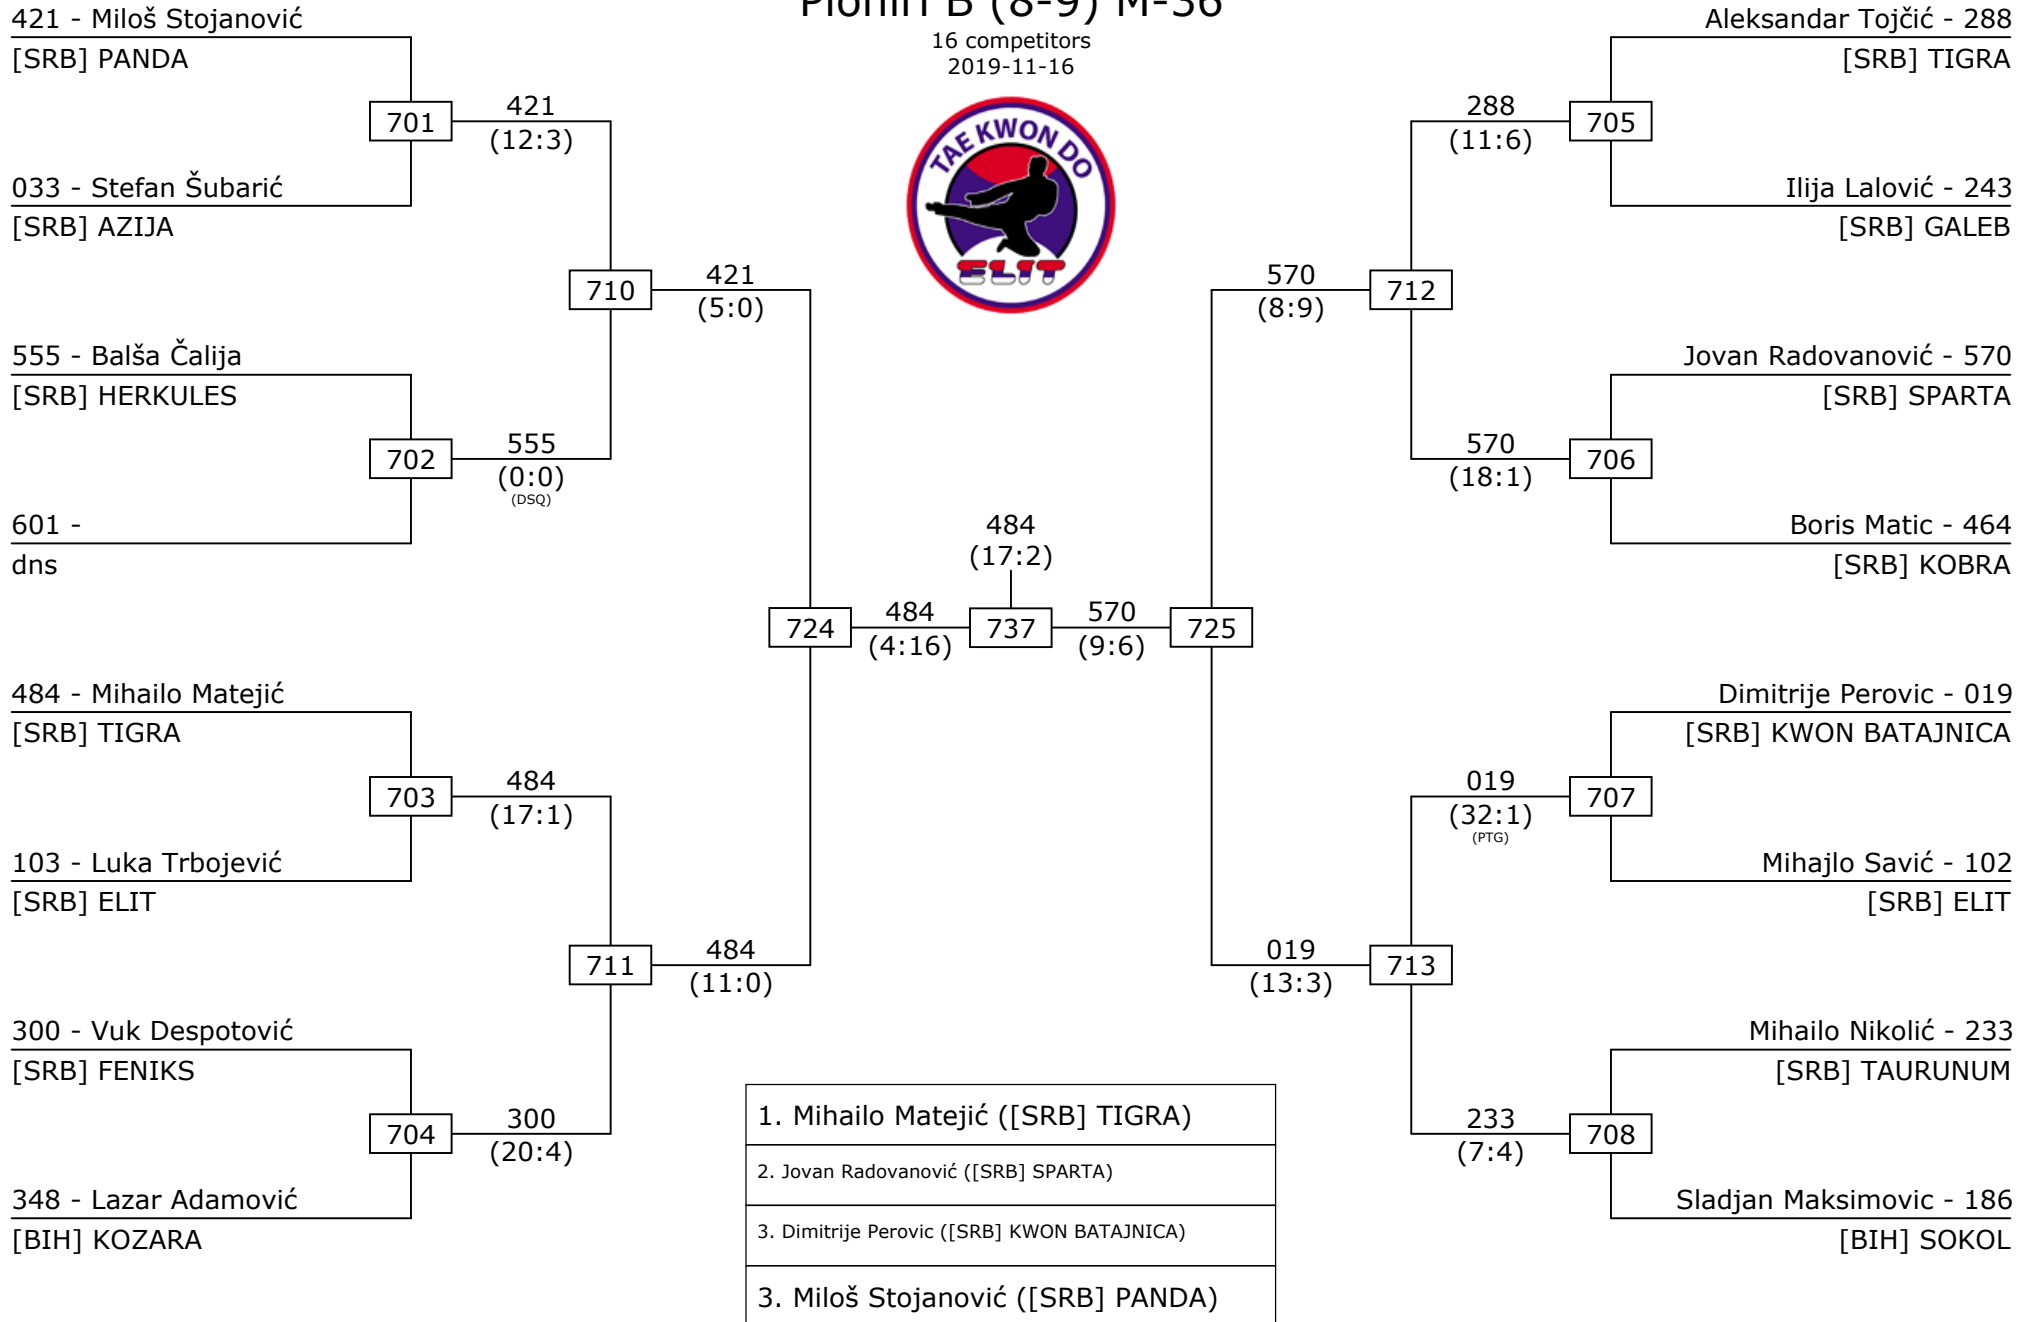 Pioniri B (8-9) M-36
16 competitors
2019-11-16
TAE KWON DO
ELIT
421 - Miloš Stojanović
[SRB] PANDA
701
421
(12:3)
033 - Stefan Šubarić
[SRB] AZIJA
710
421
(5:0)
555 - Balša Čalija
[SRB] HERKULES
702
555
(0:0)
(DSQ)
601 -
dns
724
484
(4:16)
484 - Mihailo Matejić
[SRB] TIGRA
703
484
(17:1)
103 - Luka Trbojević
[SRB] ELIT
711
484
(11:0)
300 - Vuk Despotović
[SRB] FENIKS
704
300
(20:4)
348 - Lazar Adamović
[BIH] KOZARA
484
(17:2)
737
Aleksandar Tojčić - 288
[SRB] TIGRA
288
(11:6)
705
Ilija Lalović - 243
[SRB] GALEB
570
(8:9)
712
Jovan Radovanović - 570
[SRB] SPARTA
570
(18:1)
706
Boris Matic - 464
[SRB] KOBRA
570
(9:6)
725
Dimitrije Perovic - 019
[SRB] KWON BATAJNICA
019
(32:1)
(PTG)
707
Mihajlo Savić - 102
[SRB] ELIT
019
(13:3)
713
Mihailo Nikolić - 233
[SRB] TAURUNUM
233
(7:4)
708
Sladjan Maksimovic - 186
[BIH] SOKOL
1. Mihailo Matejić ([SRB] TIGRA)
2. Jovan Radovanović ([SRB] SPARTA)
3. Dimitrije Perovic ([SRB] KWON BATAJNICA)
3. Miloš Stojanović ([SRB] PANDA)